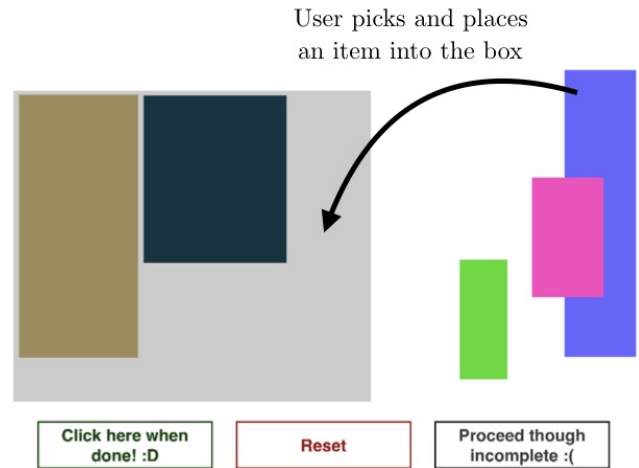 User picks and places
an item into the box
Click here when
done! :D
Reset
Proceed though
incomplete :(